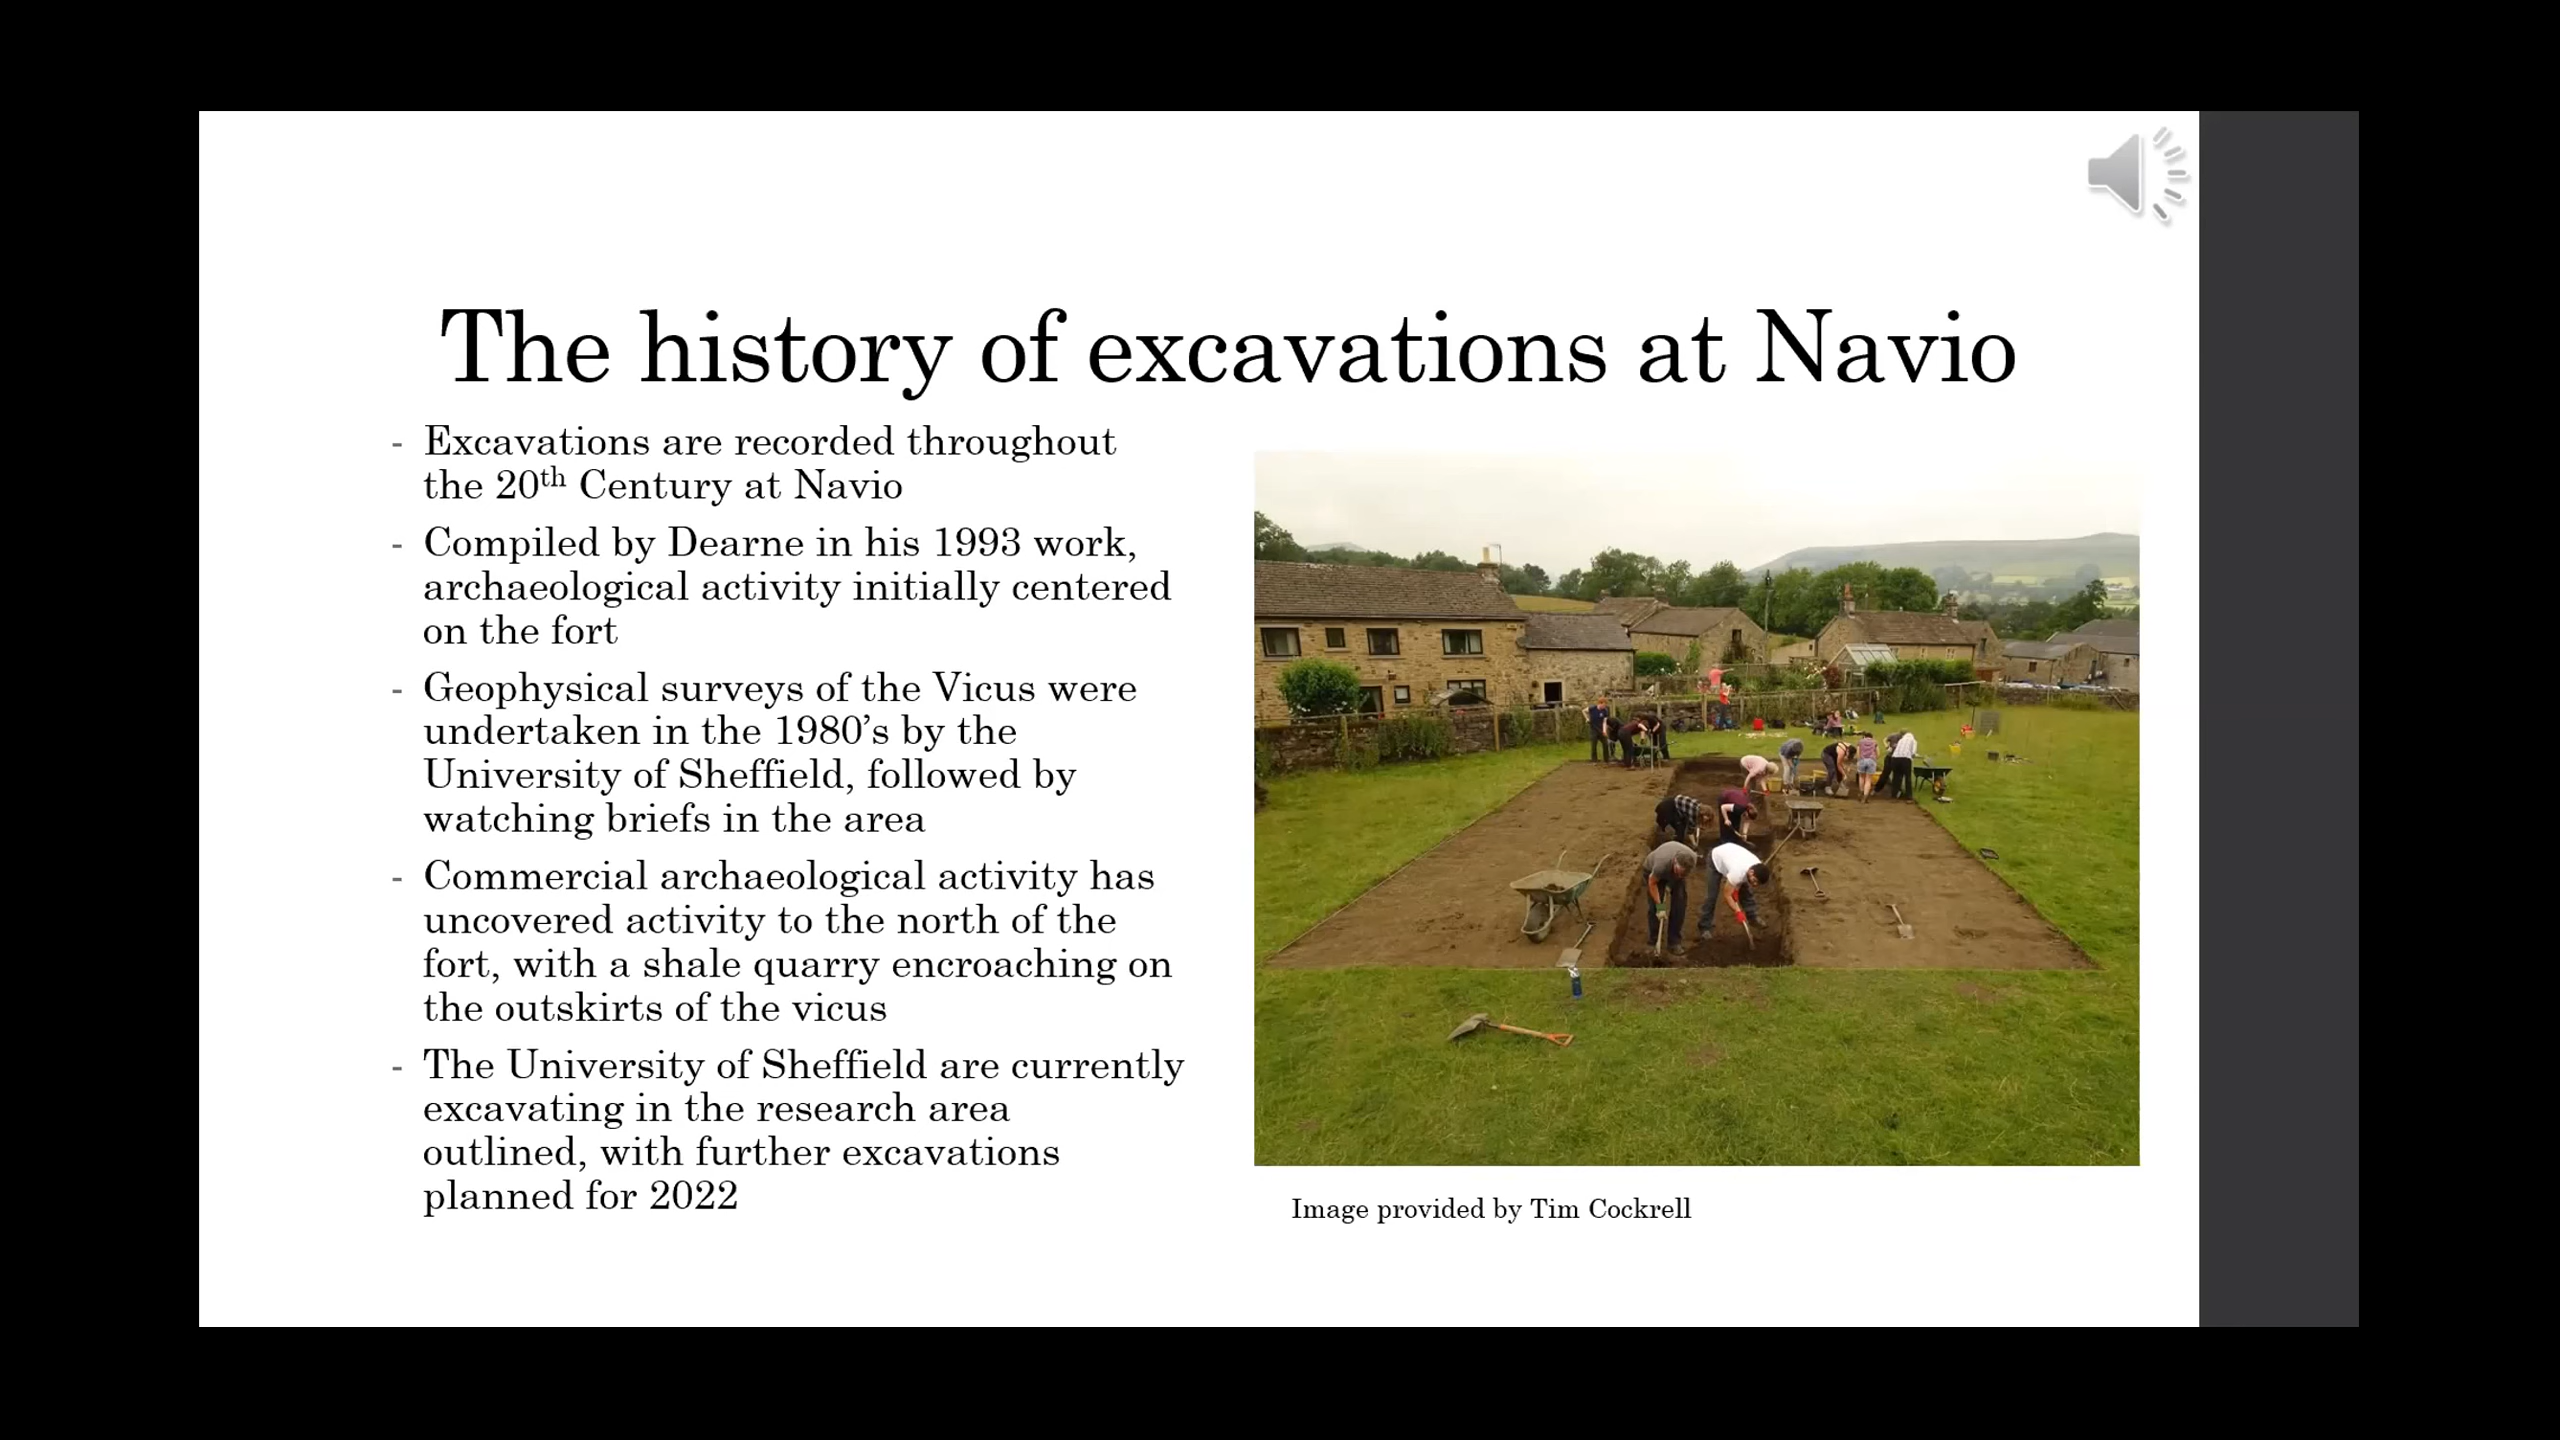 The history of excavations at Navio
- Excavations are recorded throughout
the 20th Century at Navio
- Compiled by Dearne in his 1993 work,
archaeological activity initially centered
on the fort
- Geophysical surveys of the Vicus were
undertaken in the 1980’s by the
University of Sheffield, followed by
watching briefs in the area
- Commercial archaeological activity has
uncovered activity to the north of the
fort, with a shale quarry encroaching on
the outskirts of the vicus
- The University of Sheffield are currently
excavating in the research area
outlined, with further excavations
planned for 2022
Image provided by Tim Cockrell